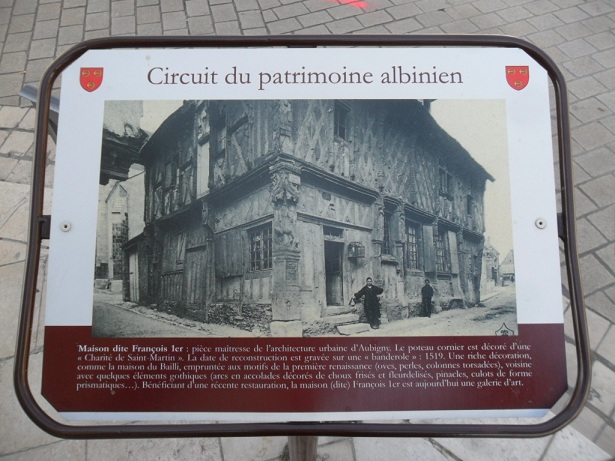 Circuit du patrimoine albinien
Maison dite François 1er : pièce maîtresse de l'architecture urbaine d'Aubigny. Le poteau cornier est décoré d'une
« Charité de Saint-Martin ». La date de reconstruction est gravée sur une « banderole » : 1519. Une riche décoration,
comme la maison du Bailli, empruntée aux motifs de la première renaissance (oves, perles, colonnes torsadées), voisine
avec quelques éléments gothiques (arcs en accolades décorés de choux frisés et fleurdelisés, pinacles, culots de forme
prismatiques…). Bénéficiant d'une récente restauration, la maison (dite) François 1er est aujourd'hui une galerie d'art.